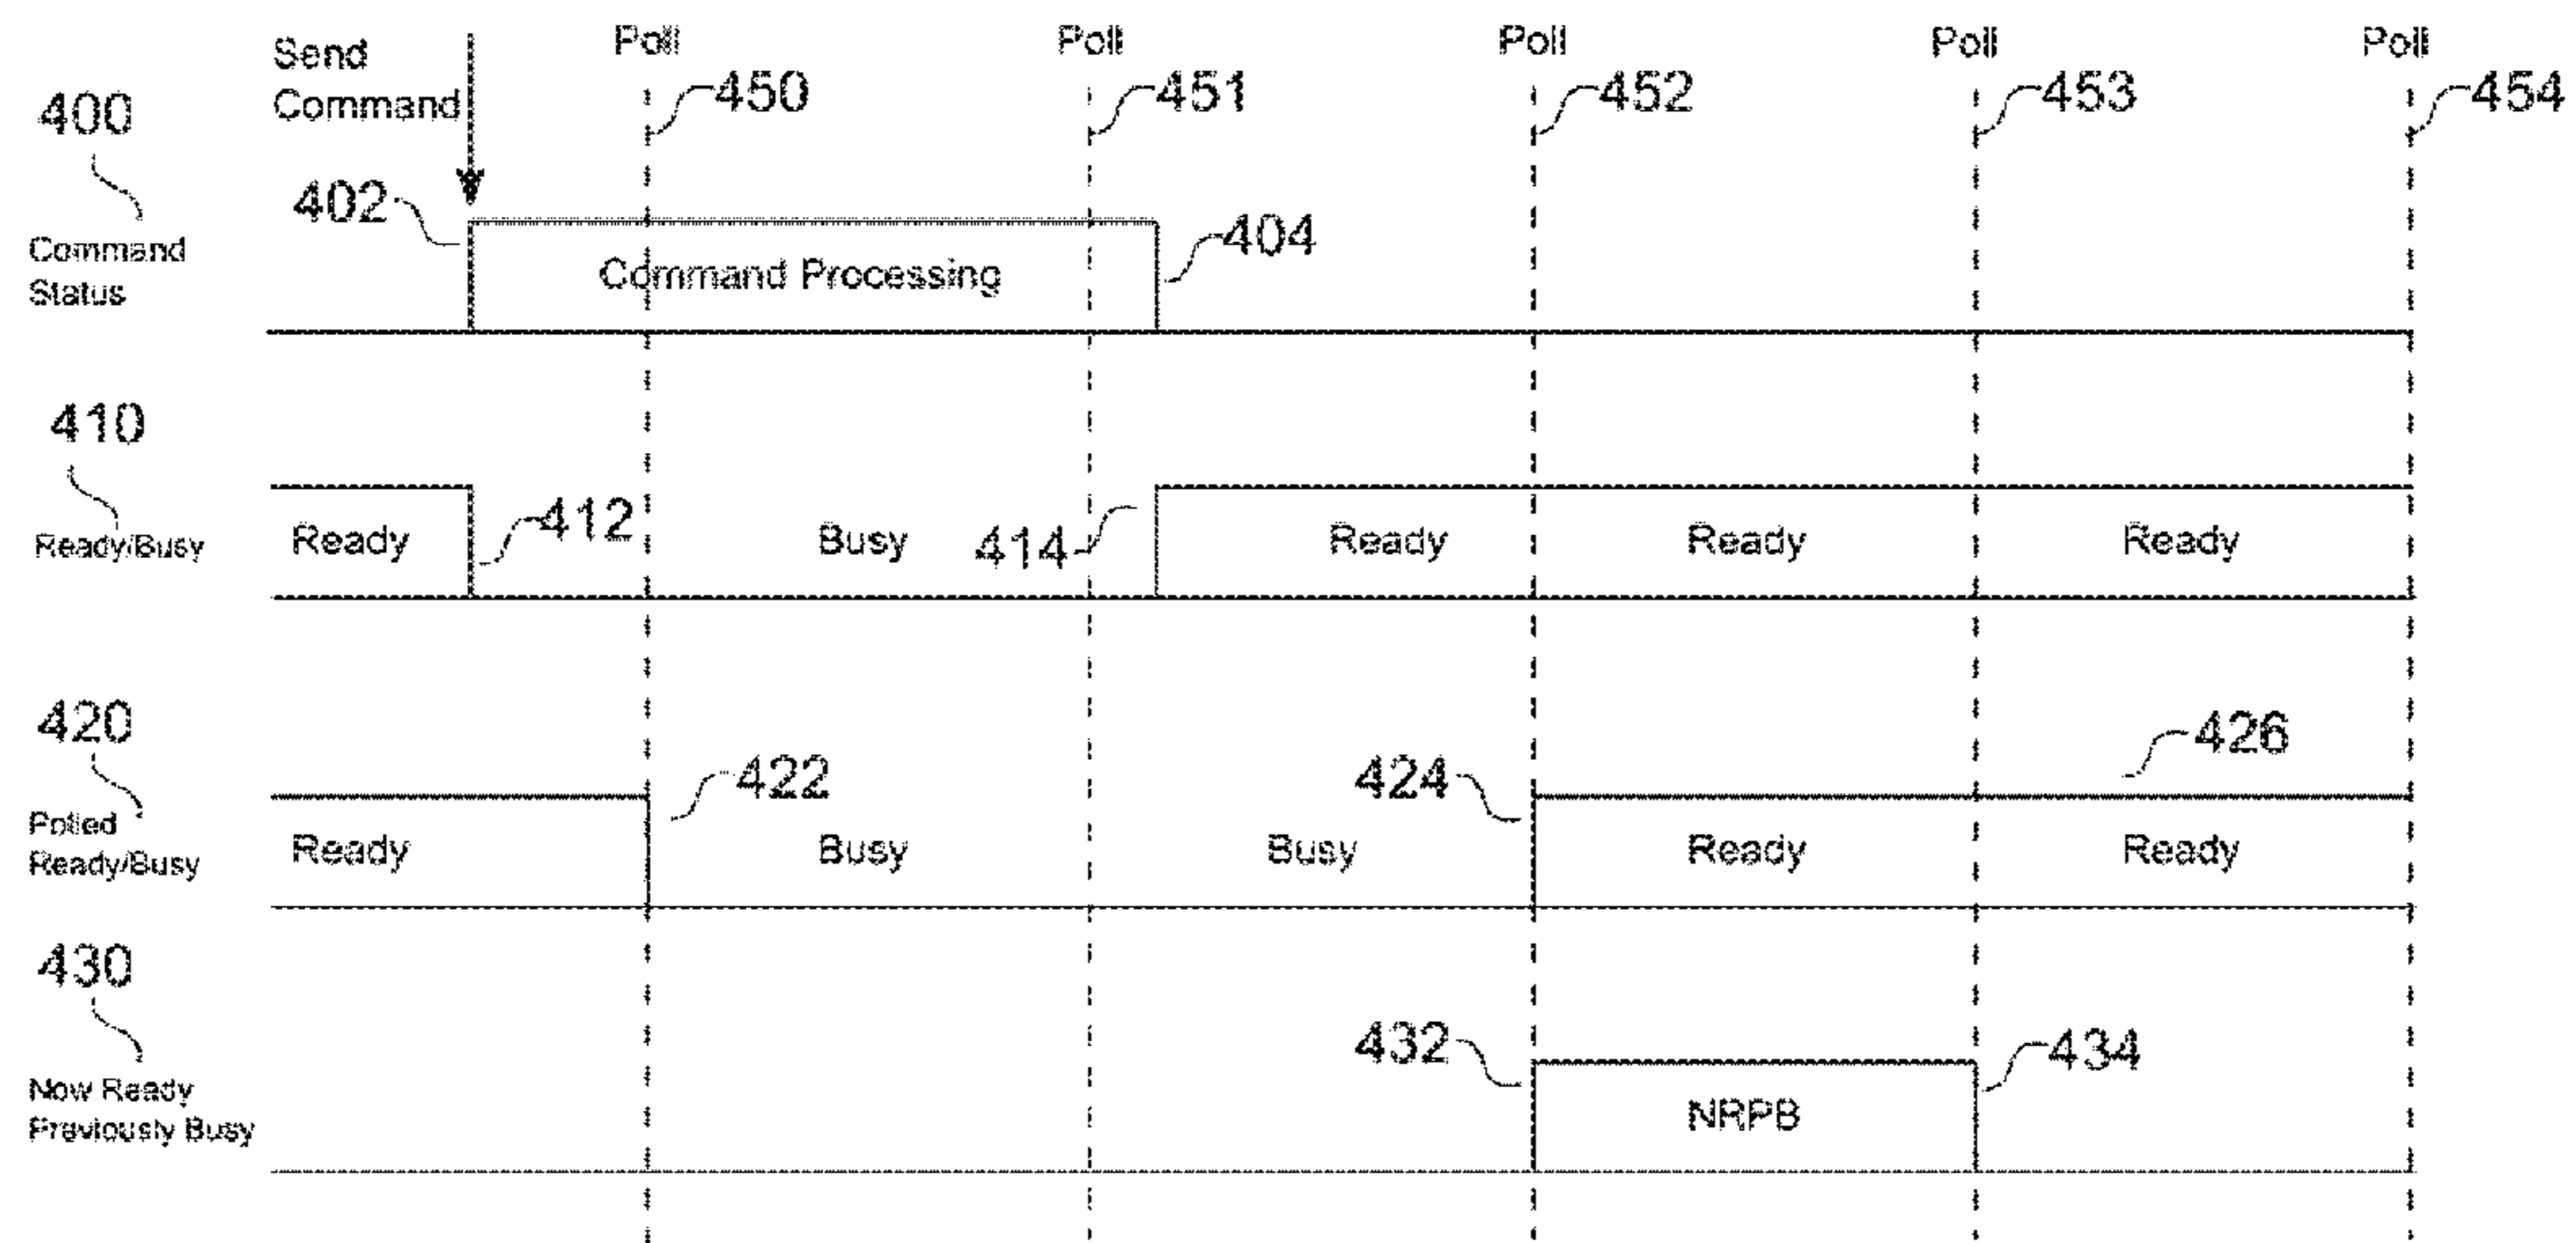 Send
Command
Poll
Poll
Poll
Poll
Poll
450
451
452
453
454
400
402
404
Command
Status
Command Processing
410
412
414
Ready/Busy
Ready
Busy
Ready
Ready
Ready
420
422
424
426
Polled
Ready/Busy
Ready
Busy
Busy
Ready
Ready
430
432
434
Now Ready
Previously Busy
NRPB